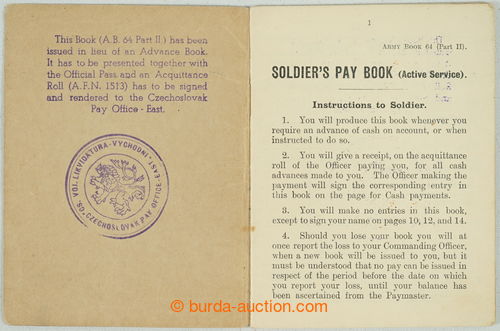 This Book (A.B. 64 Part II) has been
issued in lieu of an Advance Book.
It has to be presented together with
the Official Pass and an Acquittance
Roll (A.F.N. 1513) has to be signed
and rendered to the Czechoslovak
Pay Office - East.
ČS. VOJ. LIKVIDATURA - VÝCHODNÍ
CZECHOSLOVAK PAY OFFICE - EAST
1
ARMY BOOK 64 (Part II).
SOLDIER'S PAY BOOK (Active Service).
Instructions to Soldier.
1. You will produce this book whenever you
require an advance of cash on account, or when
instructed to do so.
2. You will give a receipt, on the acquittance
roll of the Officer paying you, for all cash
advances made to you. The Officer making the
payment will sign the corresponding entry in
this book on the page for Cash payments.
3. You will make no entries in this book,
except to sign your name on pages 10, 12, and 14.
4. Should you lose your book you will at
once report the loss to your Commanding Officer,
when a new book will be issued to you, but it
must be understood that no pay can be issued in
respect of the period before the date on which
you report your loss, until your balance has
been ascertained from the Paymaster.
burda-auction.com